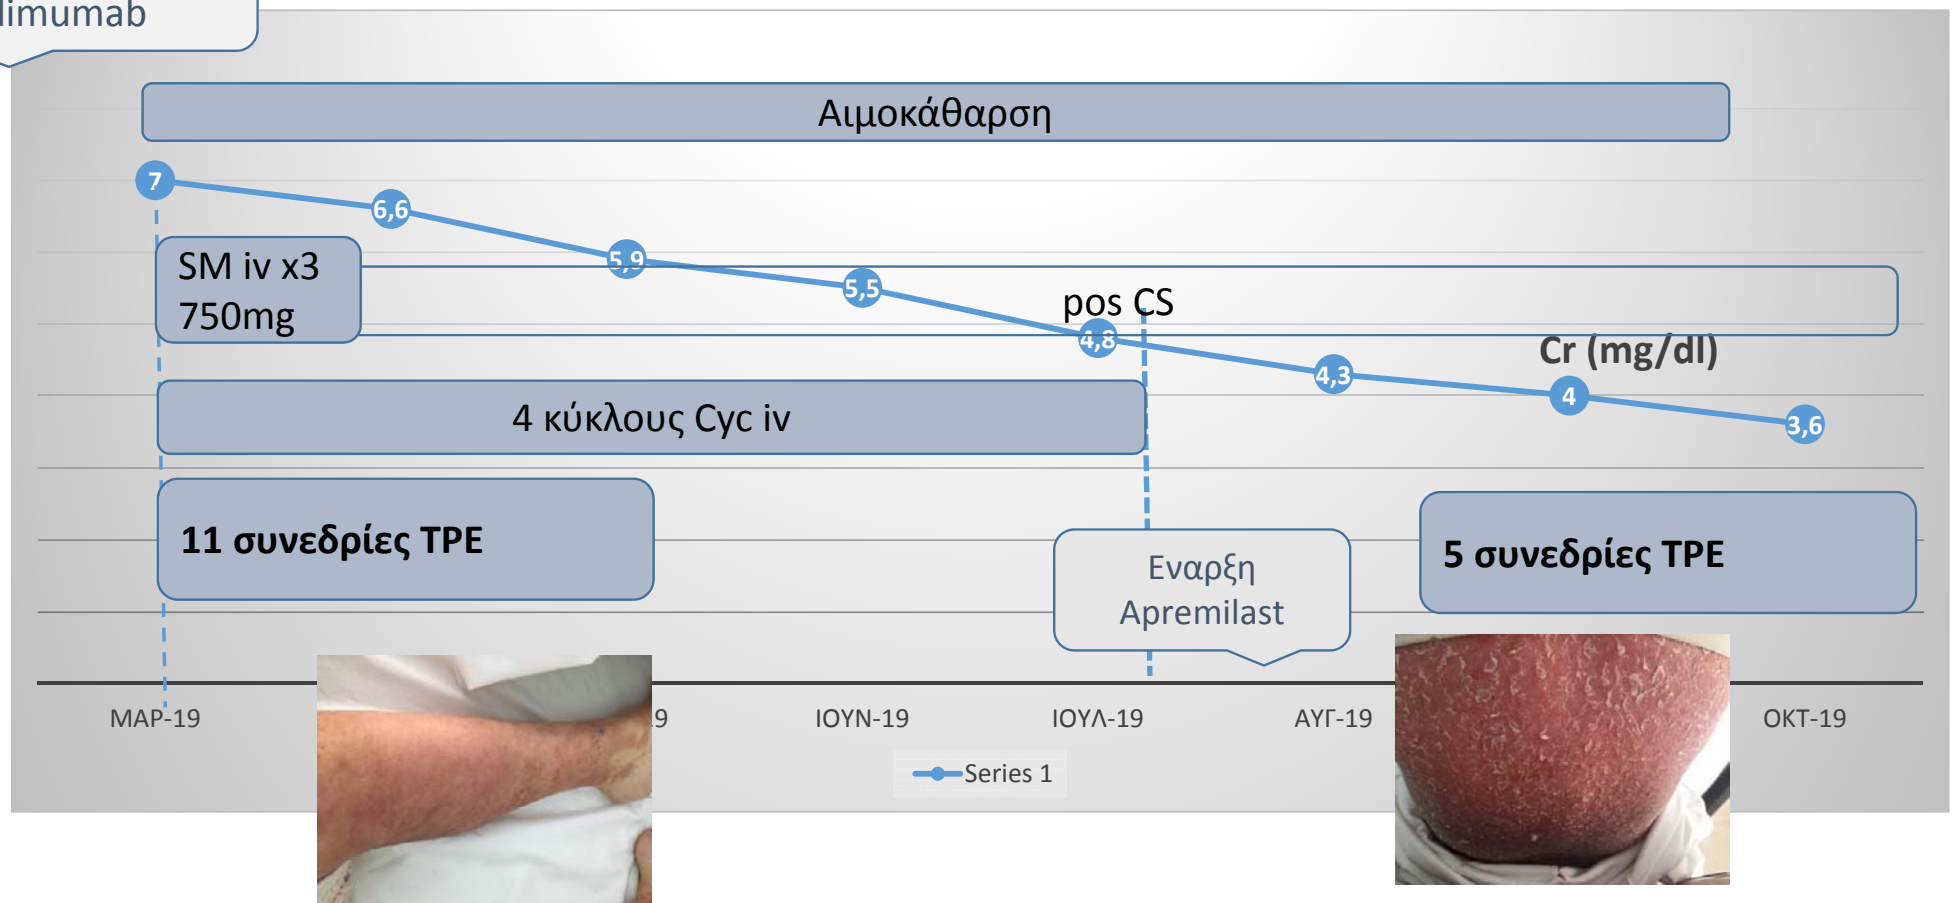 Αιμοκάθαρση
7
6,6
5,9
5,5
4,8
4,3
4
3,6
SM iv x3
750mg
pos CS
Cr (mg/dl)
4 κύκλους Cyc iv
11 συνεδρίες TPE
Εναρξη
Apremilast
5 συνεδρίες TPE
ΜΑΡ-19
ΙΟΥΝ-19
ΙΟΥΛ-19
ΑΥΓ-19
ΟΚΤ-19
Series 1